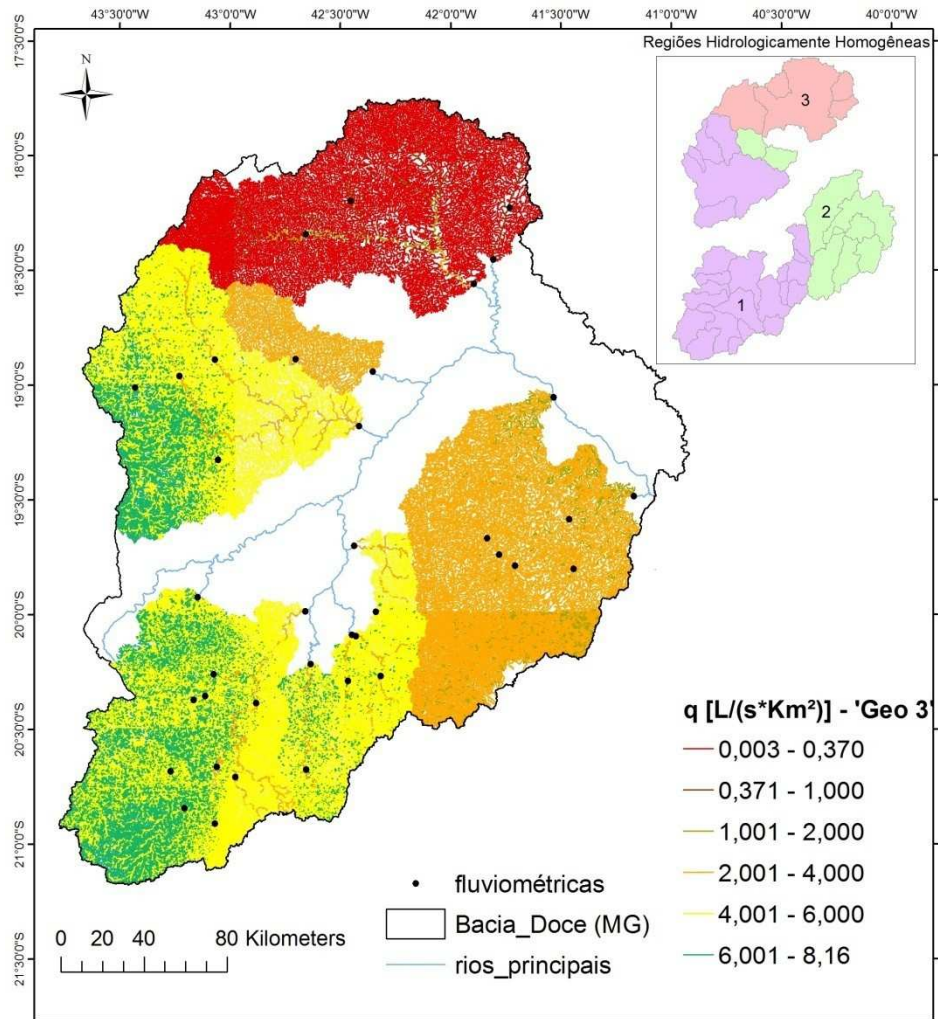 43°30'0"S 43°0'0"S 42°30'0"S 42°0'0"S 41°30'0"S 41°0'0"S 40°30'0"S 40°0'0"S
17°30'0"S
18°0'0"S
18°30'0"S
19°0'0"S
19°30'0"S
20°0'0"S
20°30'0"S
21°0'0"S
21°30'0"S
N
Regiões Hidrologicamente Homogêneas
3
2
1
q [L/(s*Km²)] - 'Geo 3'
0,003 - 0,370
0,371 - 1,000
1,001 - 2,000
2,001 - 4,000
4,001 - 6,000
6,001 - 8,16
fluviométricas
Bacia_Doce (MG)
rios_principais
0 20 40 80 Kilometers